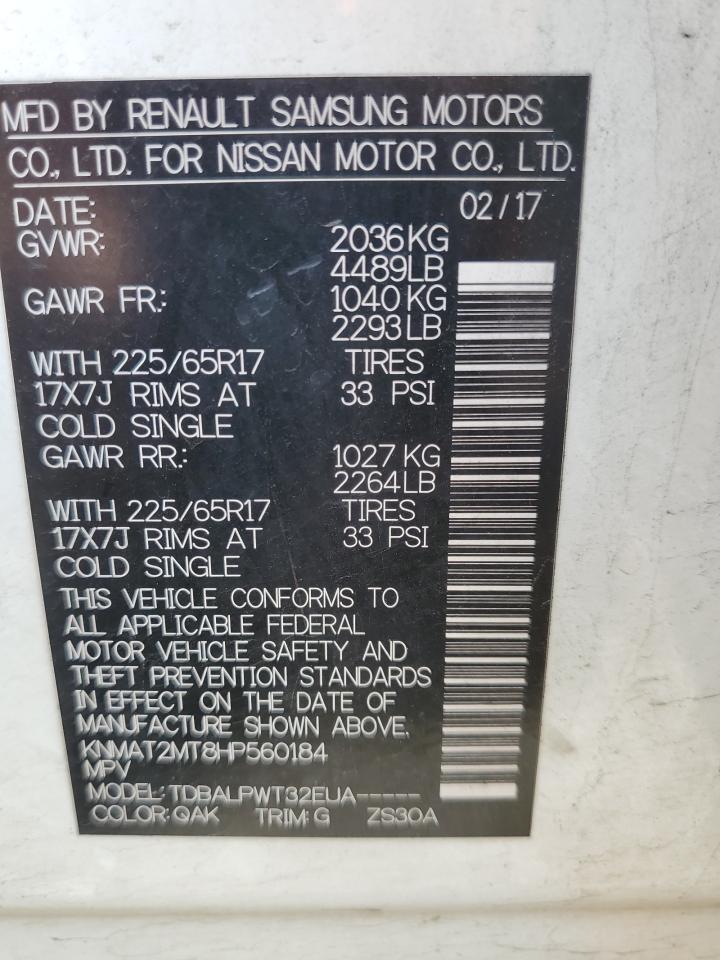 MFD BY RENAULT SAMSUNG MOTORS
CO., LTD. FOR NISSAN MOTOR CO., LTD.
DATE: 02/17
GVWR: 2036KG
4489LB
GAWR FR.: 1040KG
2293LB
WITH 225/65R17 TIRES
17X7J RIMS AT 33 PSI
COLD SINGLE
GAWR RR.: 1027KG
2264LB
WITH 225/65R17 TIRES
17X7J RIMS AT 33 PSI
COLD SINGLE
THIS VEHICLE CONFORMS TO
ALL APPLICABLE FEDERAL
MOTOR VEHICLE SAFETY AND
THEFT PREVENTION STANDARDS
IN EFFECT ON THE DATE OF
MANUFACTURE SHOWN ABOVE.
KNMAT2MT8HP560184
MPV
MODEL: TDBALPWT32EUA-----
COLOR: QAK TRIM: G ZS30A